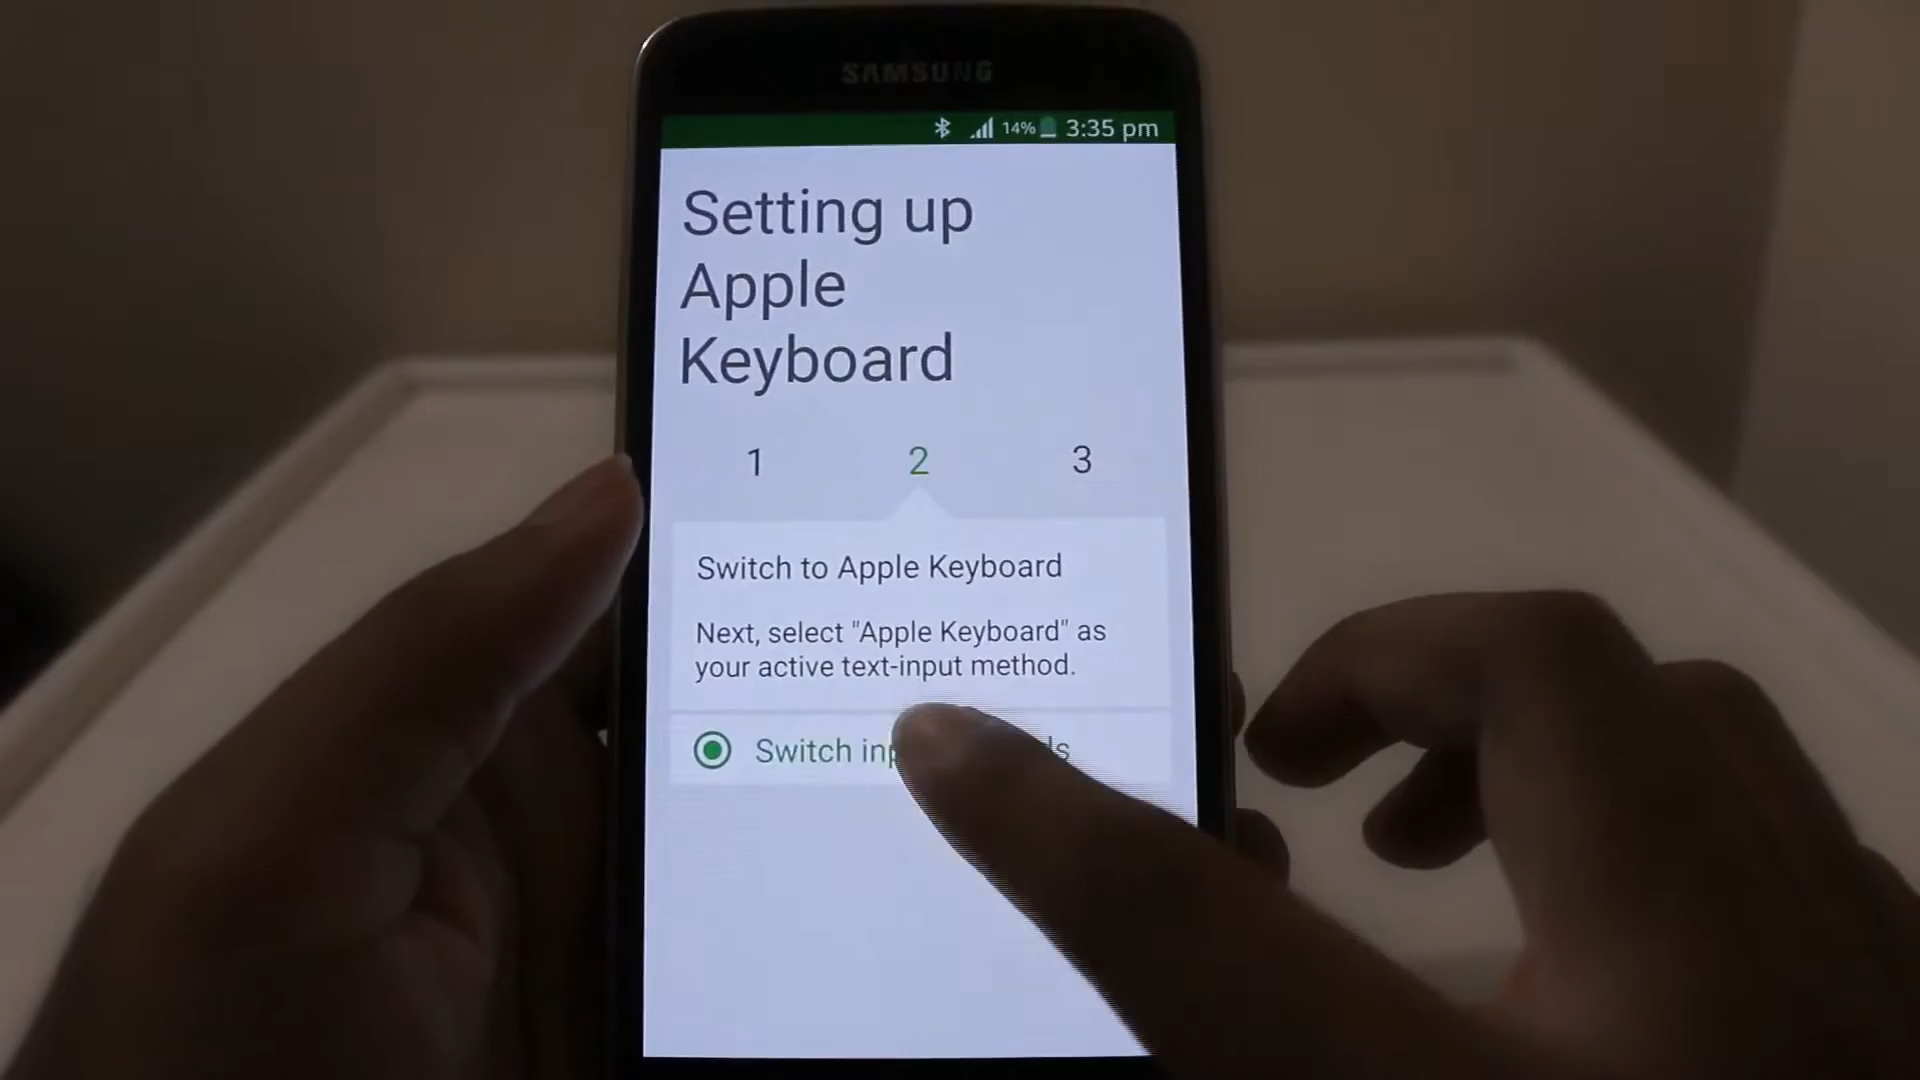 SAMSUNG
14% 3:35 pm
Setting up
Apple
Keyboard
1 2 3
Switch to Apple Keyboard
Next, select "Apple Keyboard" as
your active text-input method.
Switch